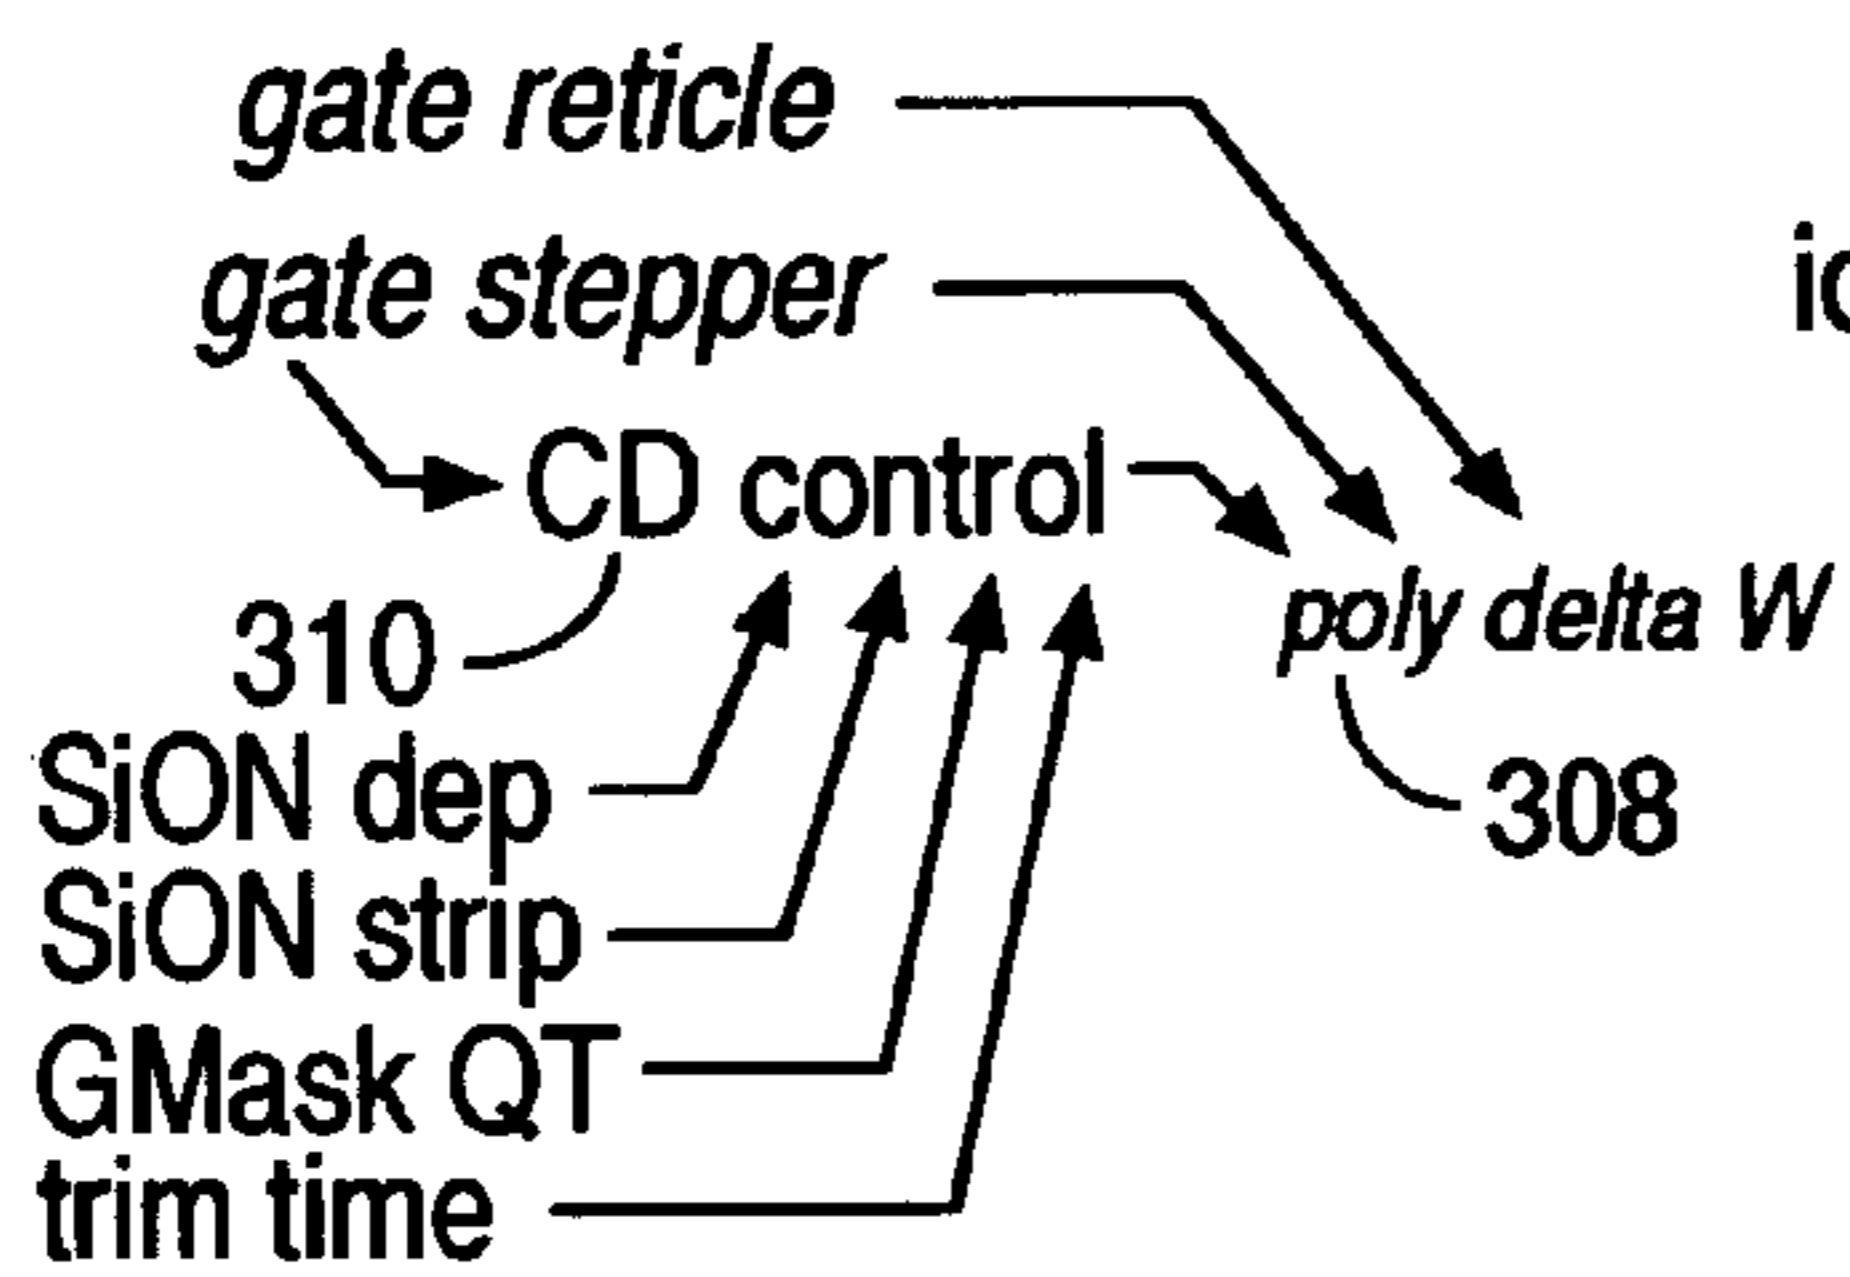 gate reticle
gate stepper
CD control
310
poly delta W
308
SiON dep
SiON strip
GMask QT
trim time